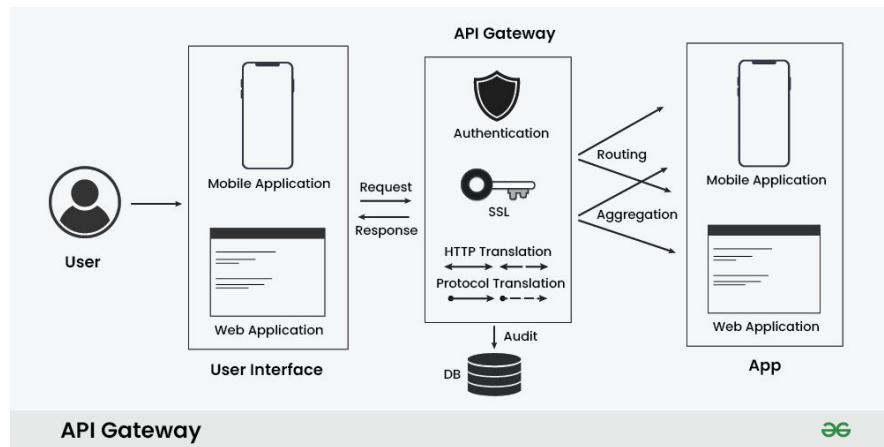 API Gateway
Mobile Application
Web Application
User Interface
User
Request
Response
Authentication
SSL
HTTP Translation
Protocol Translation
Audit
DB
Routing
Aggregation
Mobile Application
Web Application
App
API Gateway